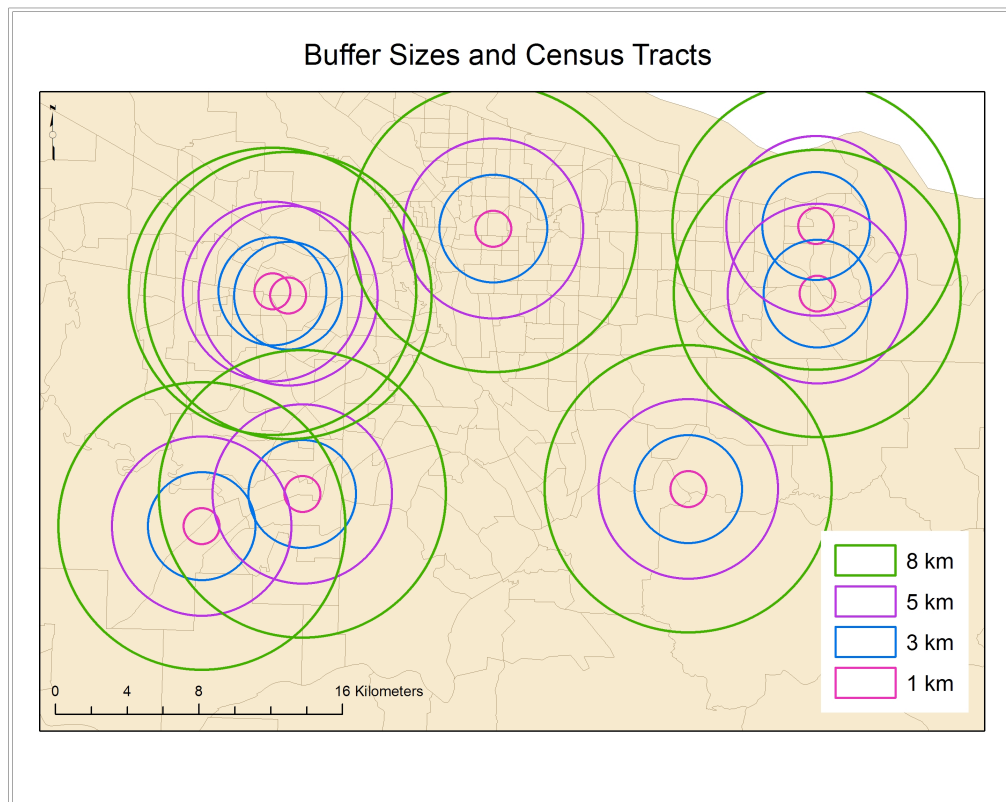 Buffer Sizes and Census Tracts
N
8 km
5 km
3 km
1 km
0 4 8 16 Kilometers